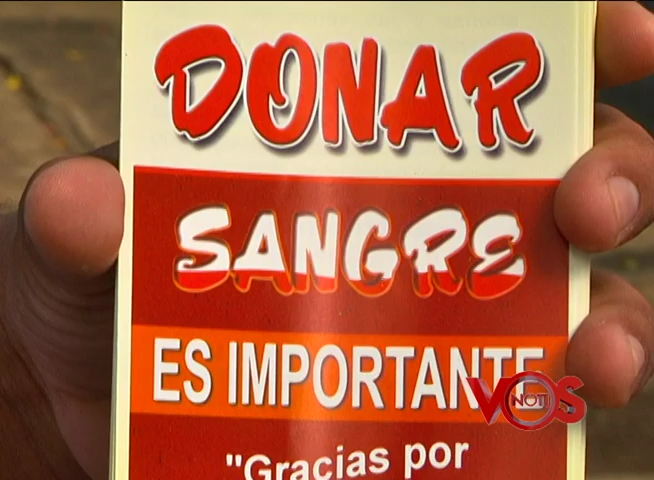 DONAR
SANGRE
ES IMPORTANTE
VOS
NOTI
"Gracias por